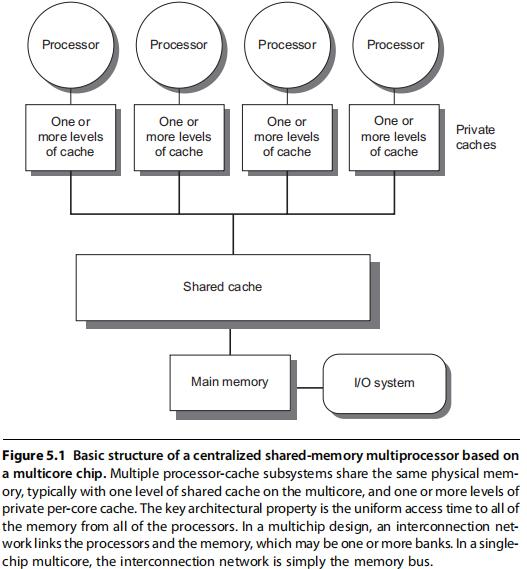 Processor Processor Processor Processor
One or One or One or One or
more levels more levels more levels more levels
of cache of cache of cache of cache
Private
caches
Shared cache
Main memory
I/O system
Figure 5.1 Basic structure of a centralized shared-memory multiprocessor based on
a multicore chip. Multiple processor-cache subsystems share the same physical mem-
ory, typically with one level of shared cache on the multicore, and one or more levels of
private per-core cache. The key architectural property is the uniform access time to all of
the memory from all of the processors. In a multichip design, an interconnection net-
work links the processors and the memory, which may be one or more banks. In a single-
chip multicore, the interconnection network is simply the memory bus.